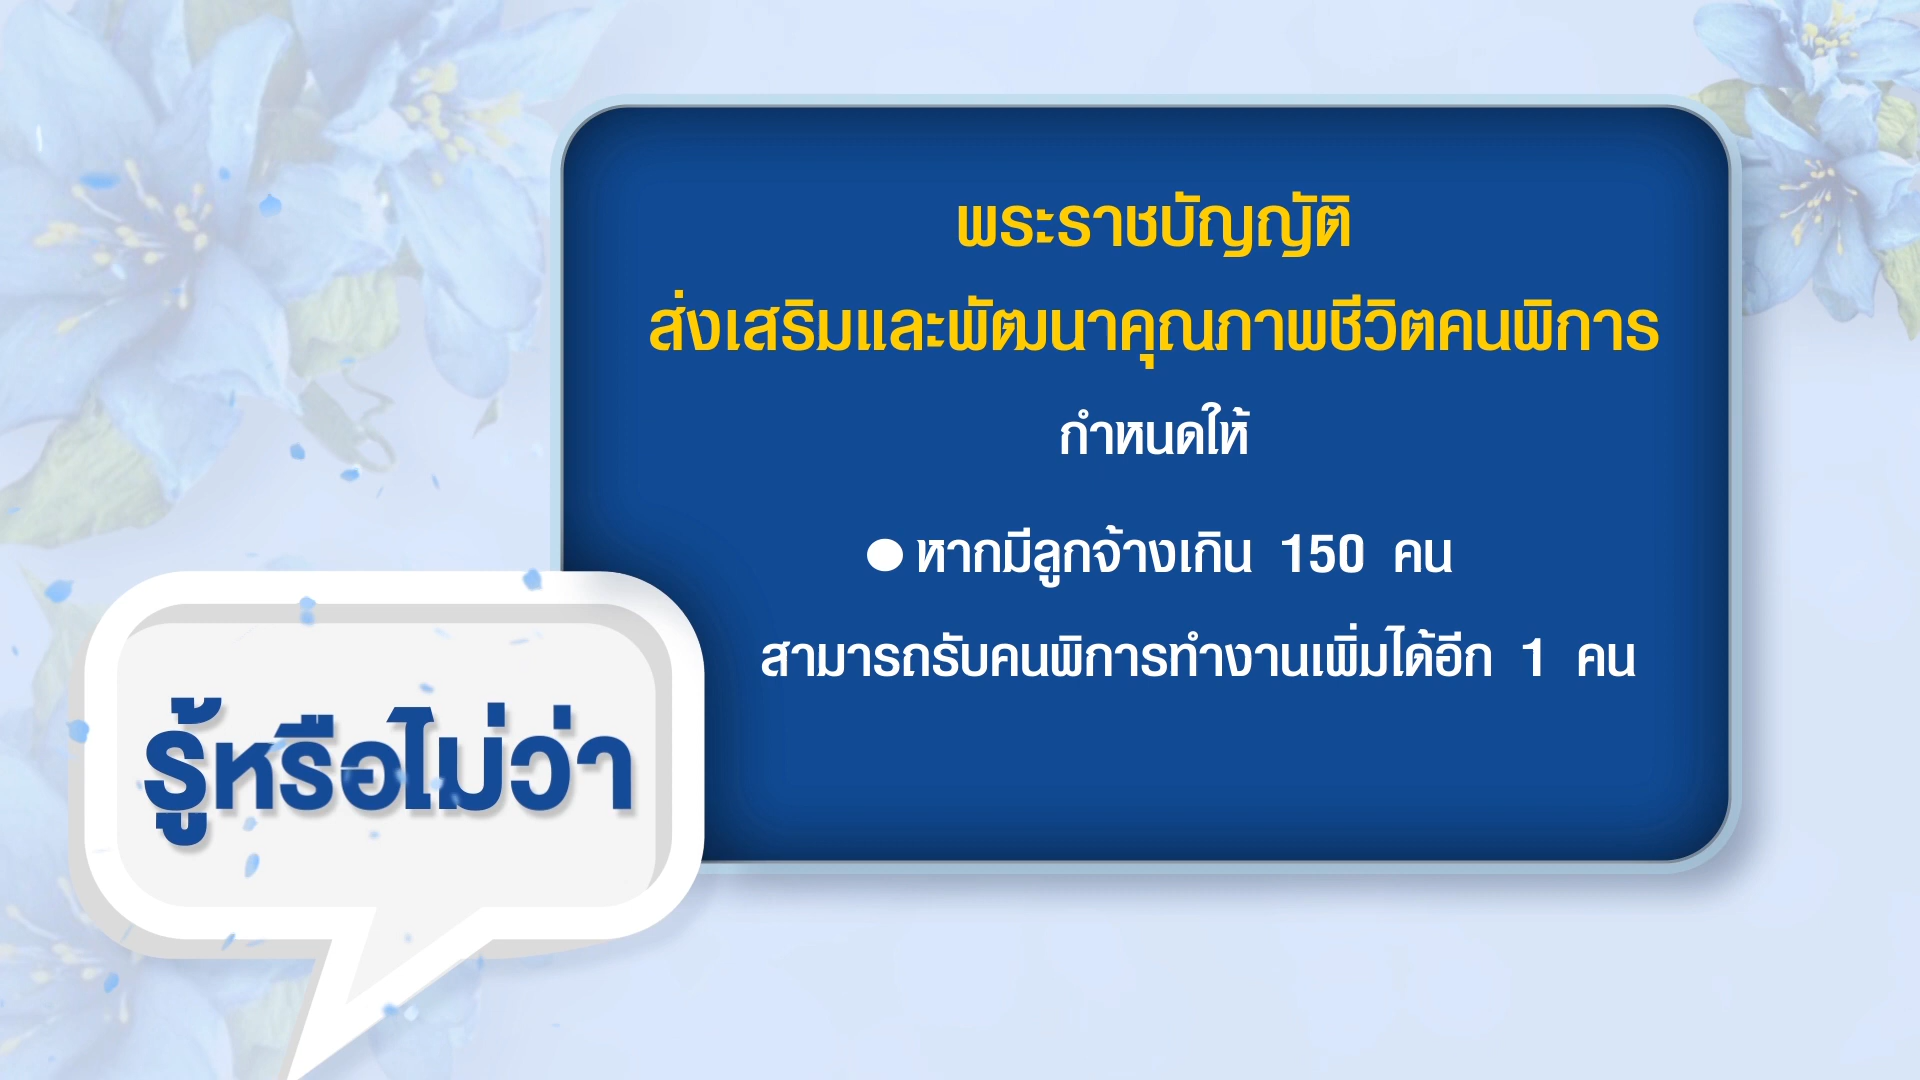 พระราชบัญญัติ
ส่งเสริมและพัฒนาคุณภาพชีวิตคนพิการ
กำหนดให้
● หากมีลูกจ้างเกิน 150 คน
สามารถรับคนพิการทำงานเพิ่มได้อีก 1 คน
รู้หรือไม่ว่า